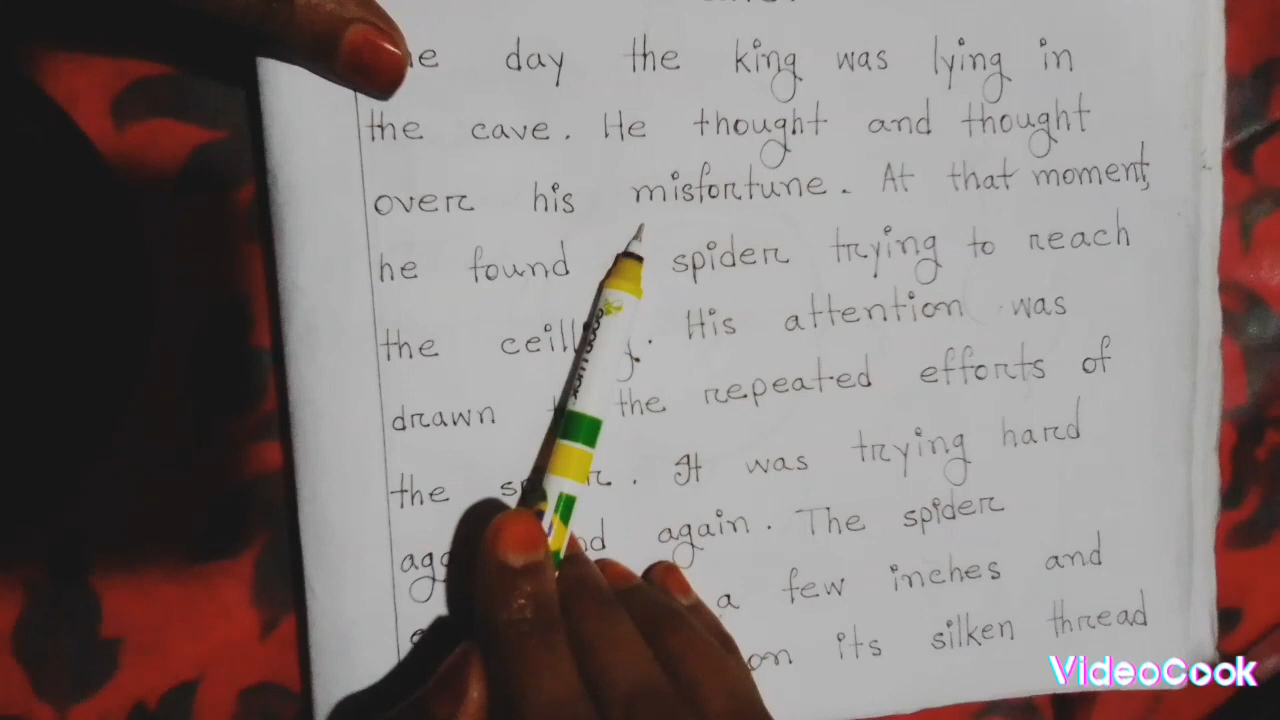 day the king was lying in
the cave. He thought and thought
over his misfortune. At that moment,
he found spider trying to reach
the . His attention was
drawn the repeated efforts of
the . It was trying hard
again. The spider
a few inches and
on its silken thread
VideoCook